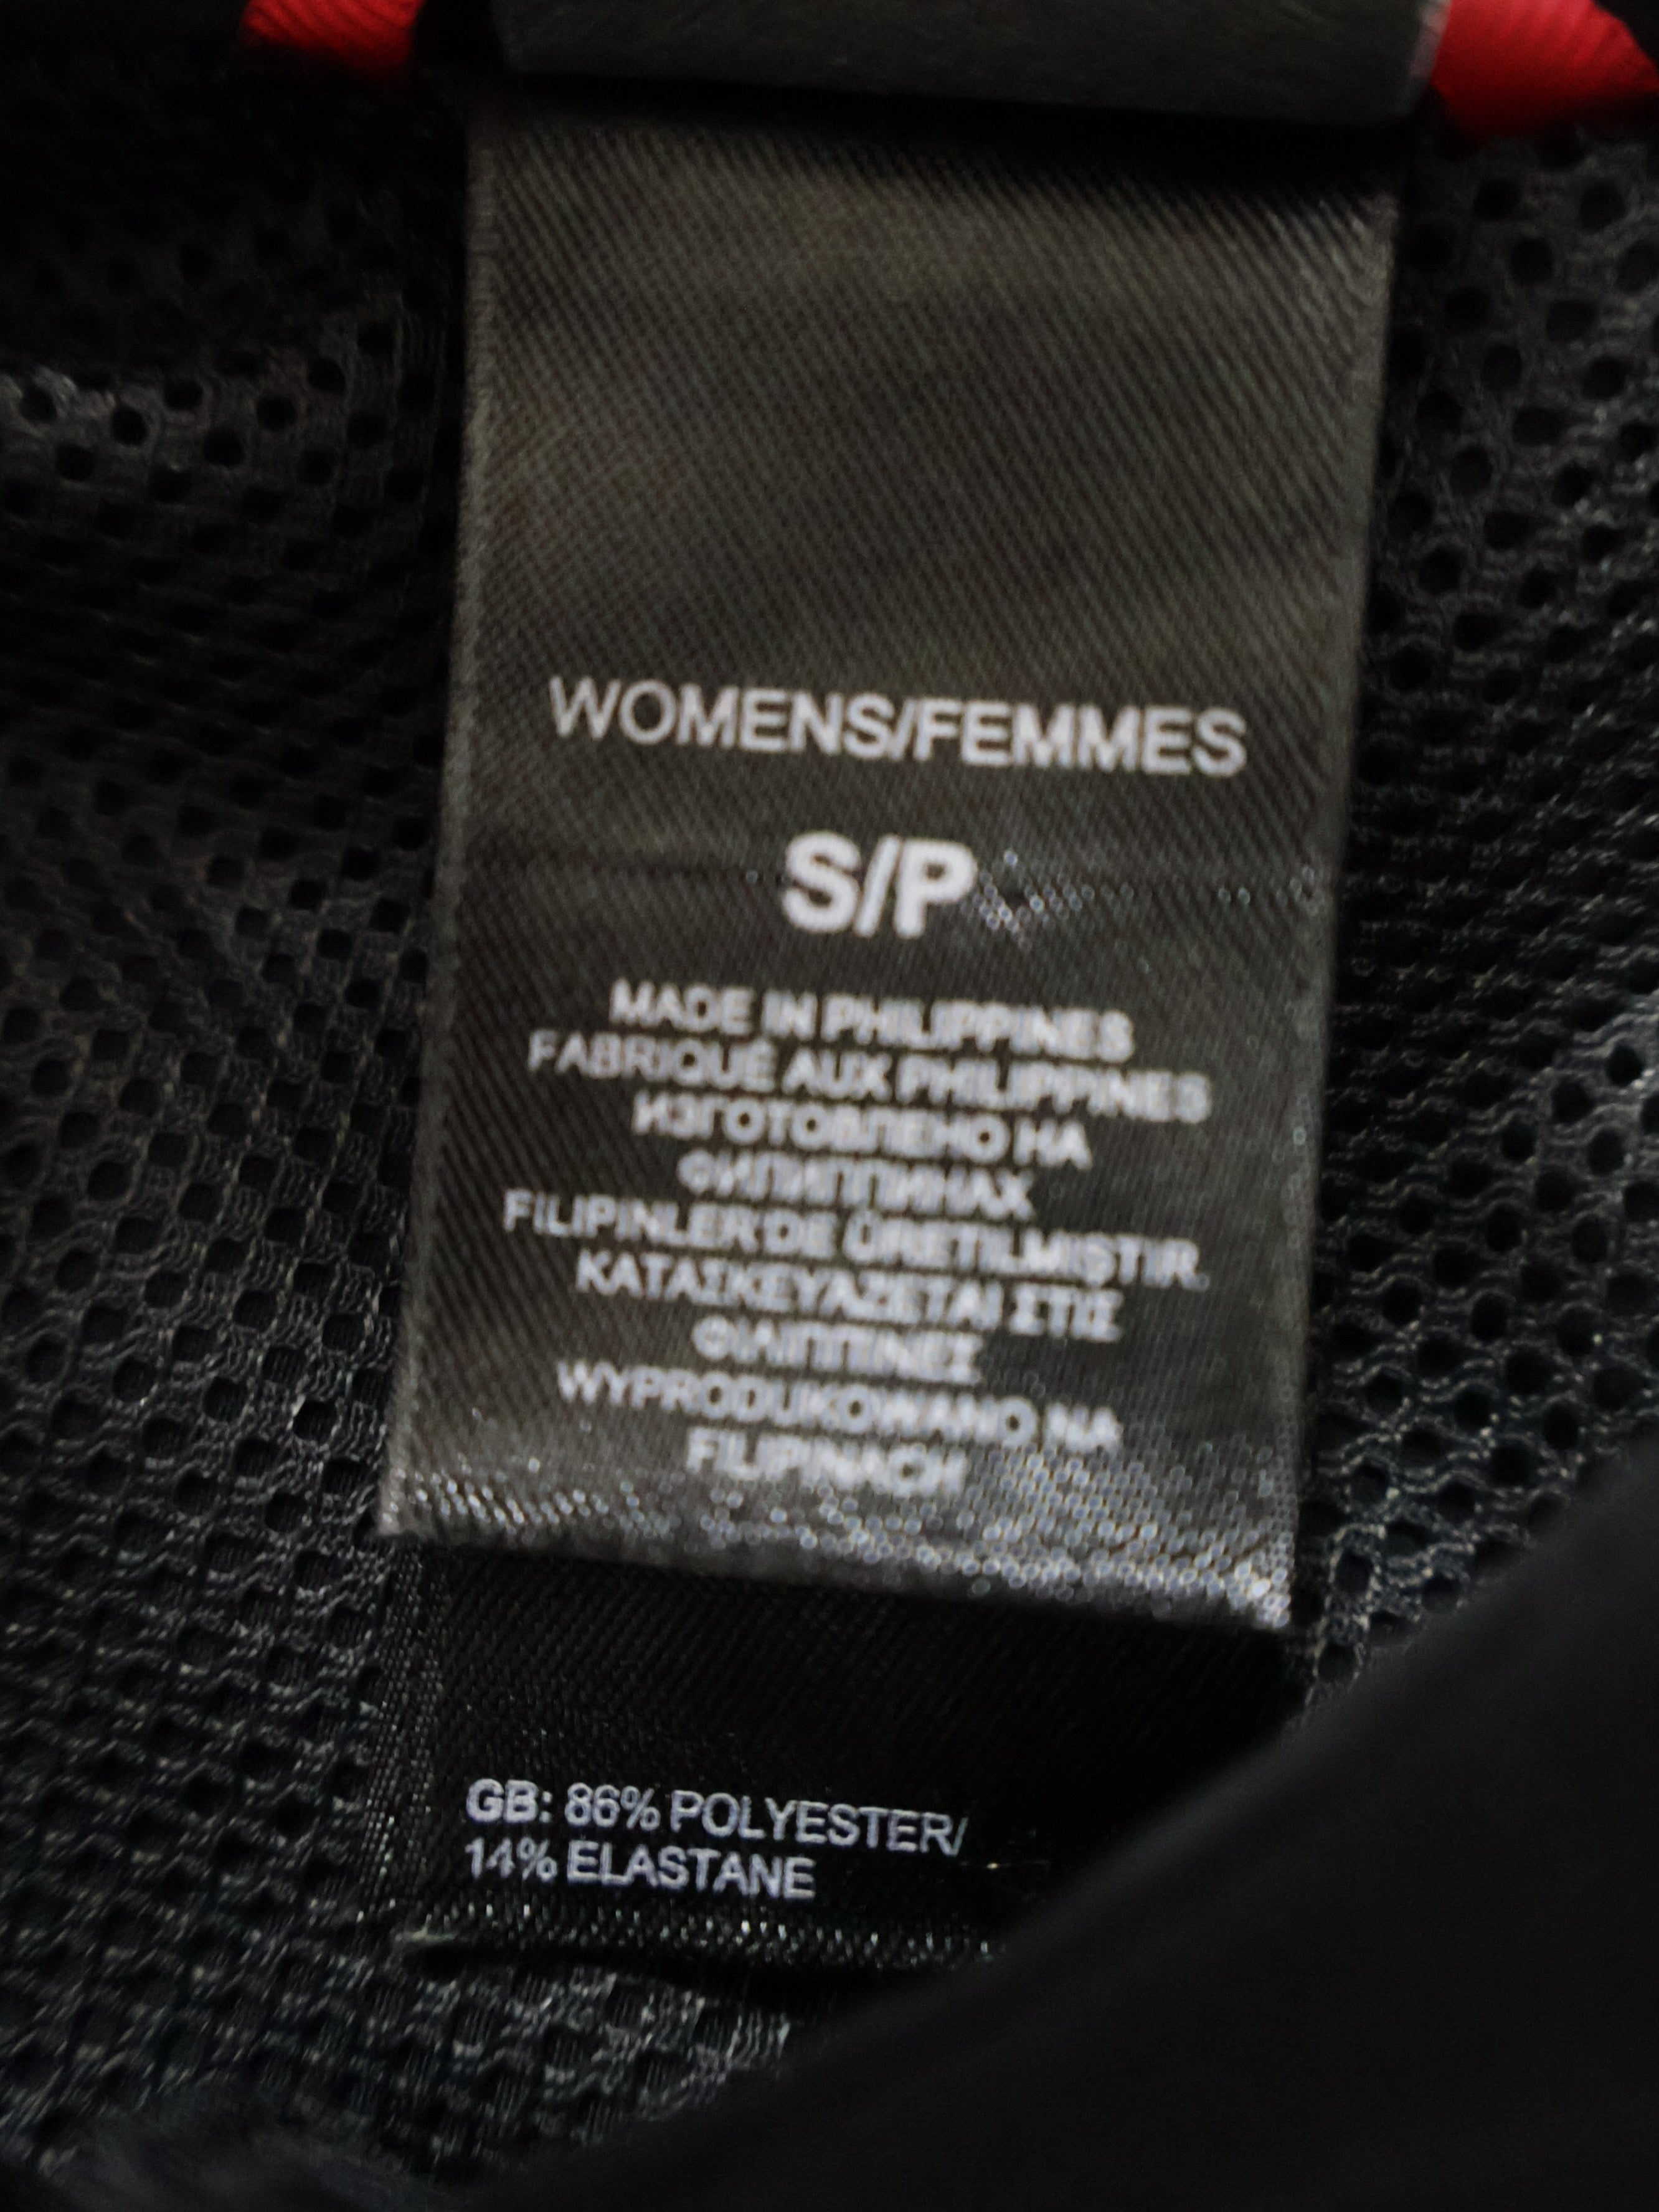 WOMENS/FEMMES
S/P
MADE IN PHILIPPINES
FABRIQUÉ AUX PHILIPPINES
ИЗГОТОВЛЕНО НА
ФИЛИППИНАХ
FILIPINLER'DE ÜRETILMIŞTIR.
ΚΑΤΑΣΚΕΥΑΖΕΤΑΙ ΣΤΙΣ
ΦΙΛΙΠΠΙΝΕΣ
WYPRODUKOWANO NA
FILIPINACH
GB: 86% POLYESTER/
14% ELASTANE